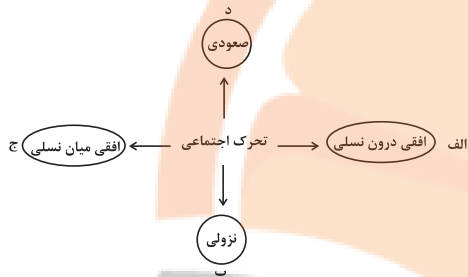 د
صعودی
الف افقی درون نسلی تحرک اجتماعی افقی میان نسلی ج
نزولی
ب